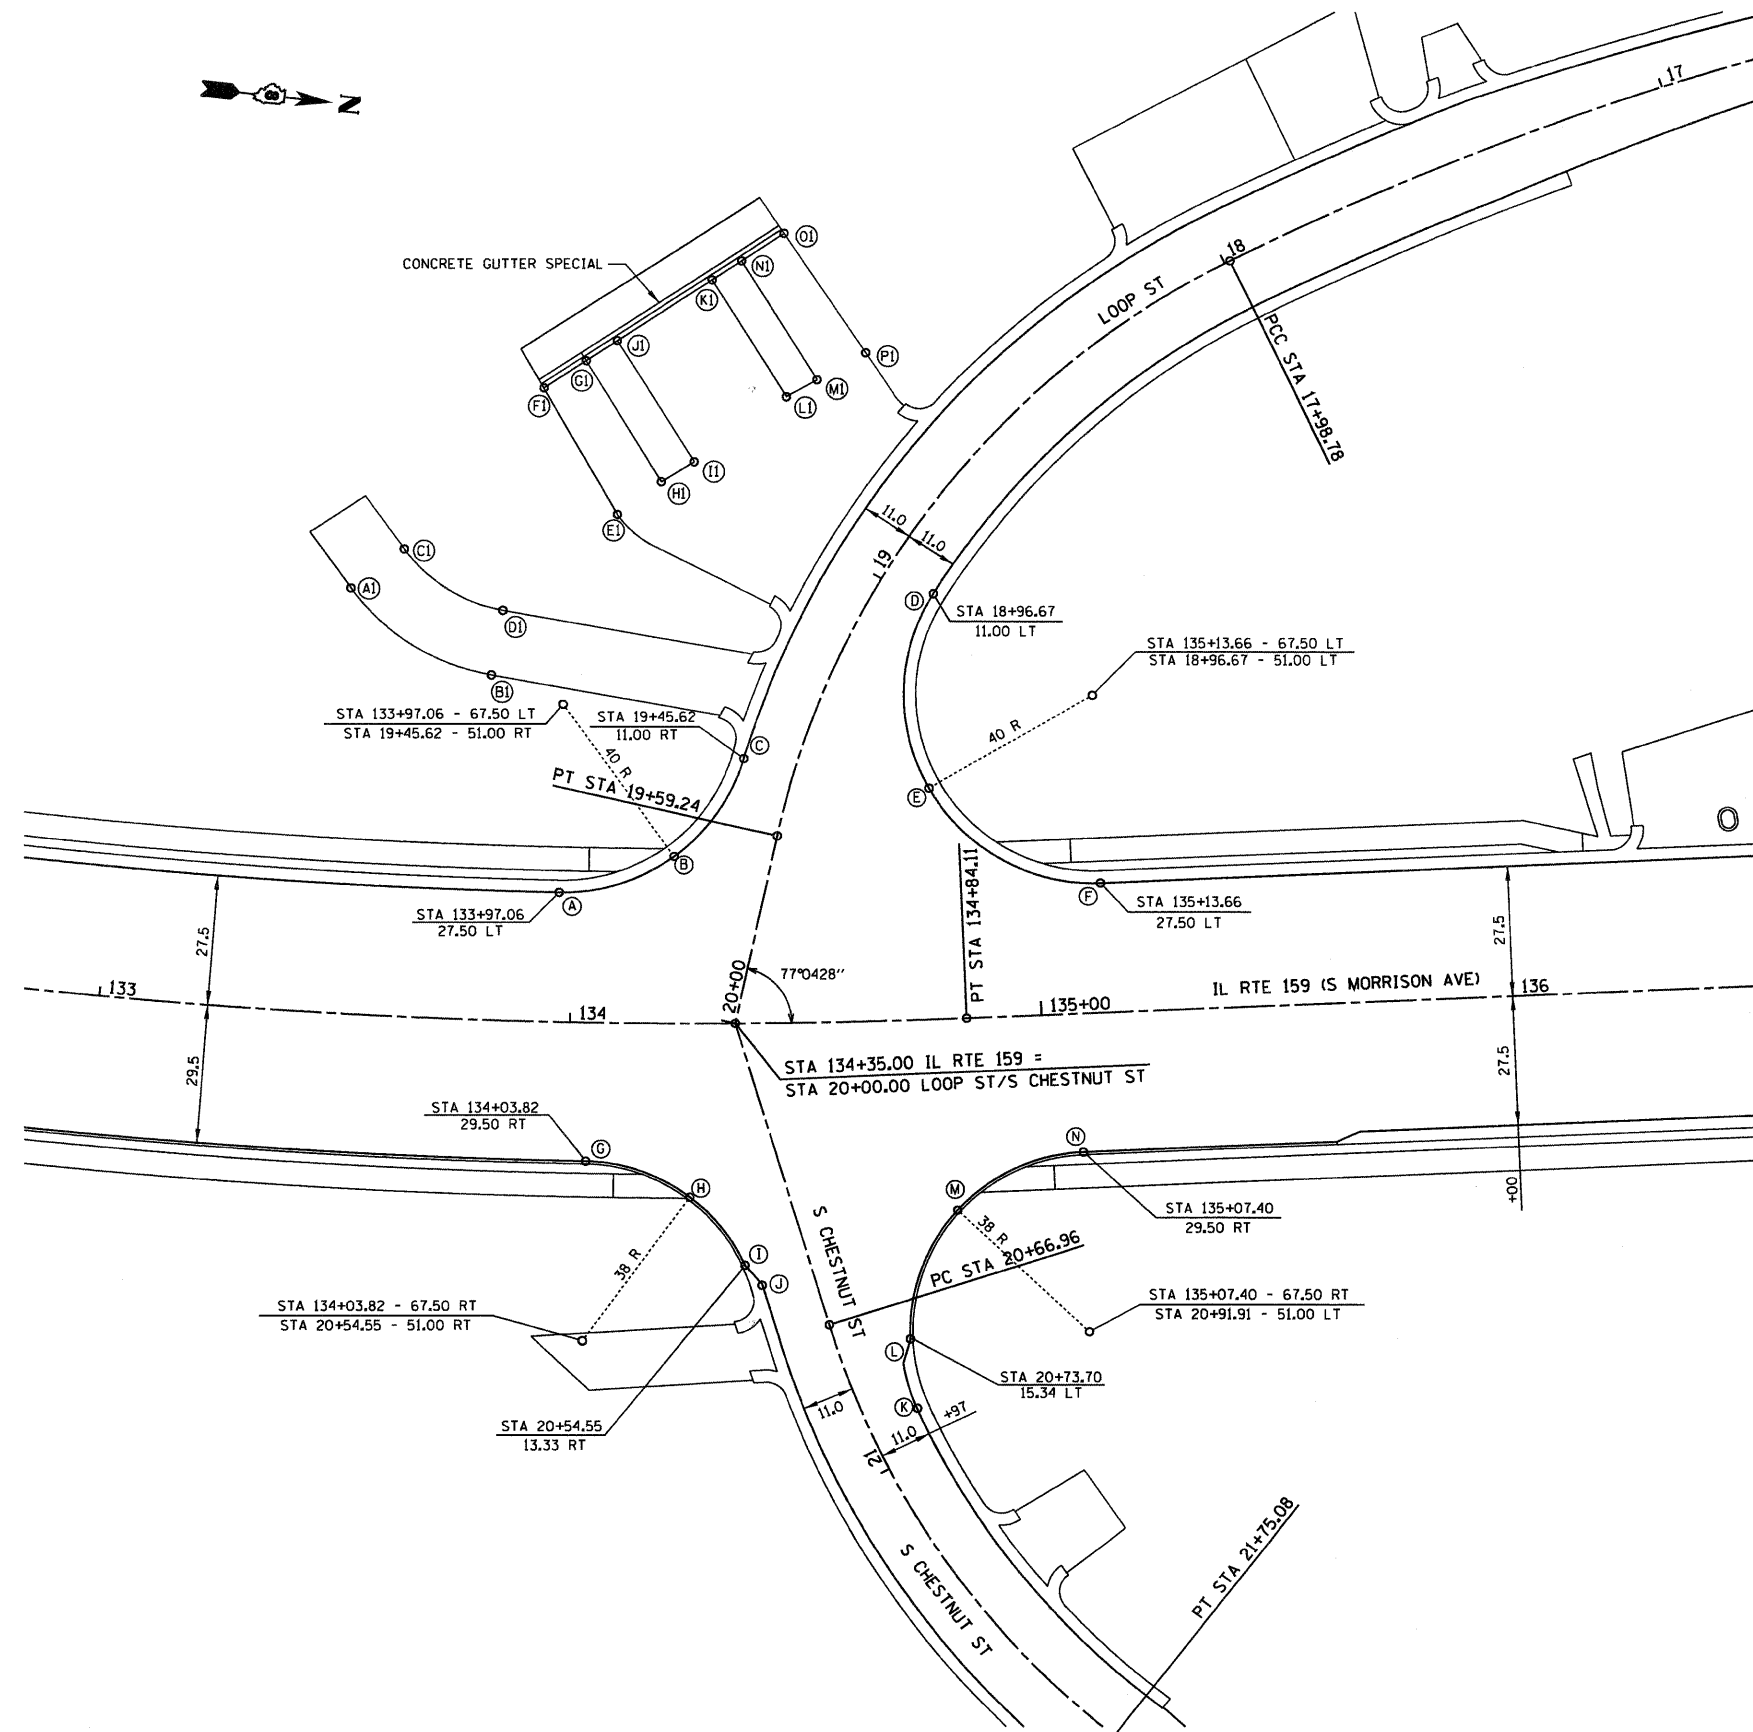 N
17
18
LOOP ST
PCC STA 17+98.78
CONCRETE GUTTER SPECIAL
O1
N1
K1
J1
G1
F1
P1
M1
L1
I1
H1
E1
C1
A1
D1
B1
11.0
11.0
19
D
STA 18+96.67
11.00 LT
STA 135+13.66 - 67.50 LT
STA 18+96.67 - 51.00 LT
40 R
STA 133+97.06 - 67.50 LT
STA 19+45.62 - 51.00 RT
STA 19+45.62
11.00 RT
C
40 R
PT STA 19+59.24
E
B
A
STA 133+97.06
27.50 LT
F
STA 135+13.66
27.50 LT
PT STA 134+84.11
O
27.5
27.5
133
134
20+00
77°0428"
135+00
IL RTE 159 (S MORRISON AVE)
136
29.5
27.5
STA 134+35.00 IL RTE 159 =
STA 20+00.00 LOOP ST/S CHESTNUT ST
STA 134+03.82
29.50 RT
G
H
N
M
STA 135+07.40
29.50 RT
+00
38 R
38 R
I
J
S CHESTNUT ST
PC STA 20+66.96
STA 134+03.82 - 67.50 RT
STA 20+54.55 - 51.00 RT
STA 135+07.40 - 67.50 RT
STA 20+91.91 - 51.00 LT
L
STA 20+73.70
15.34 LT
K
STA 20+54.55
13.33 RT
11.0
11.0
+97
21
S CHESTNUT ST
PT STA 21+75.08